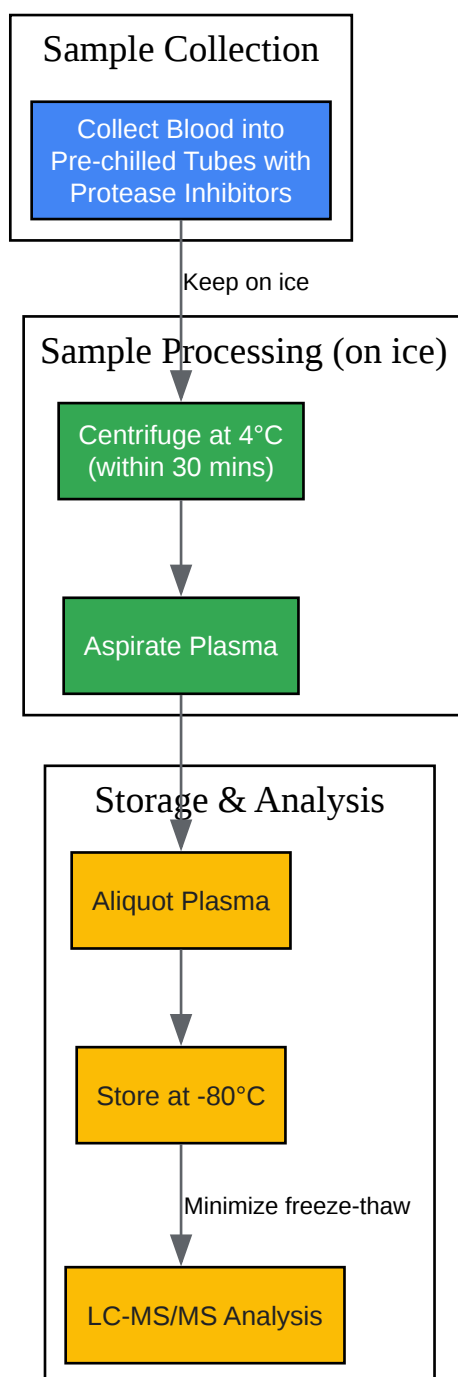 Sample Collection
Collect Blood into
Pre-chilled Tubes with
Protease Inhibitors
Keep on ice
Sample Processing (on ice)
Centrifuge at 4°C
(within 30 mins)
Aspirate Plasma
Storage & Analysis
Aliquot Plasma
Store at -80°C
Minimize freeze-thaw
LC-MS/MS Analysis